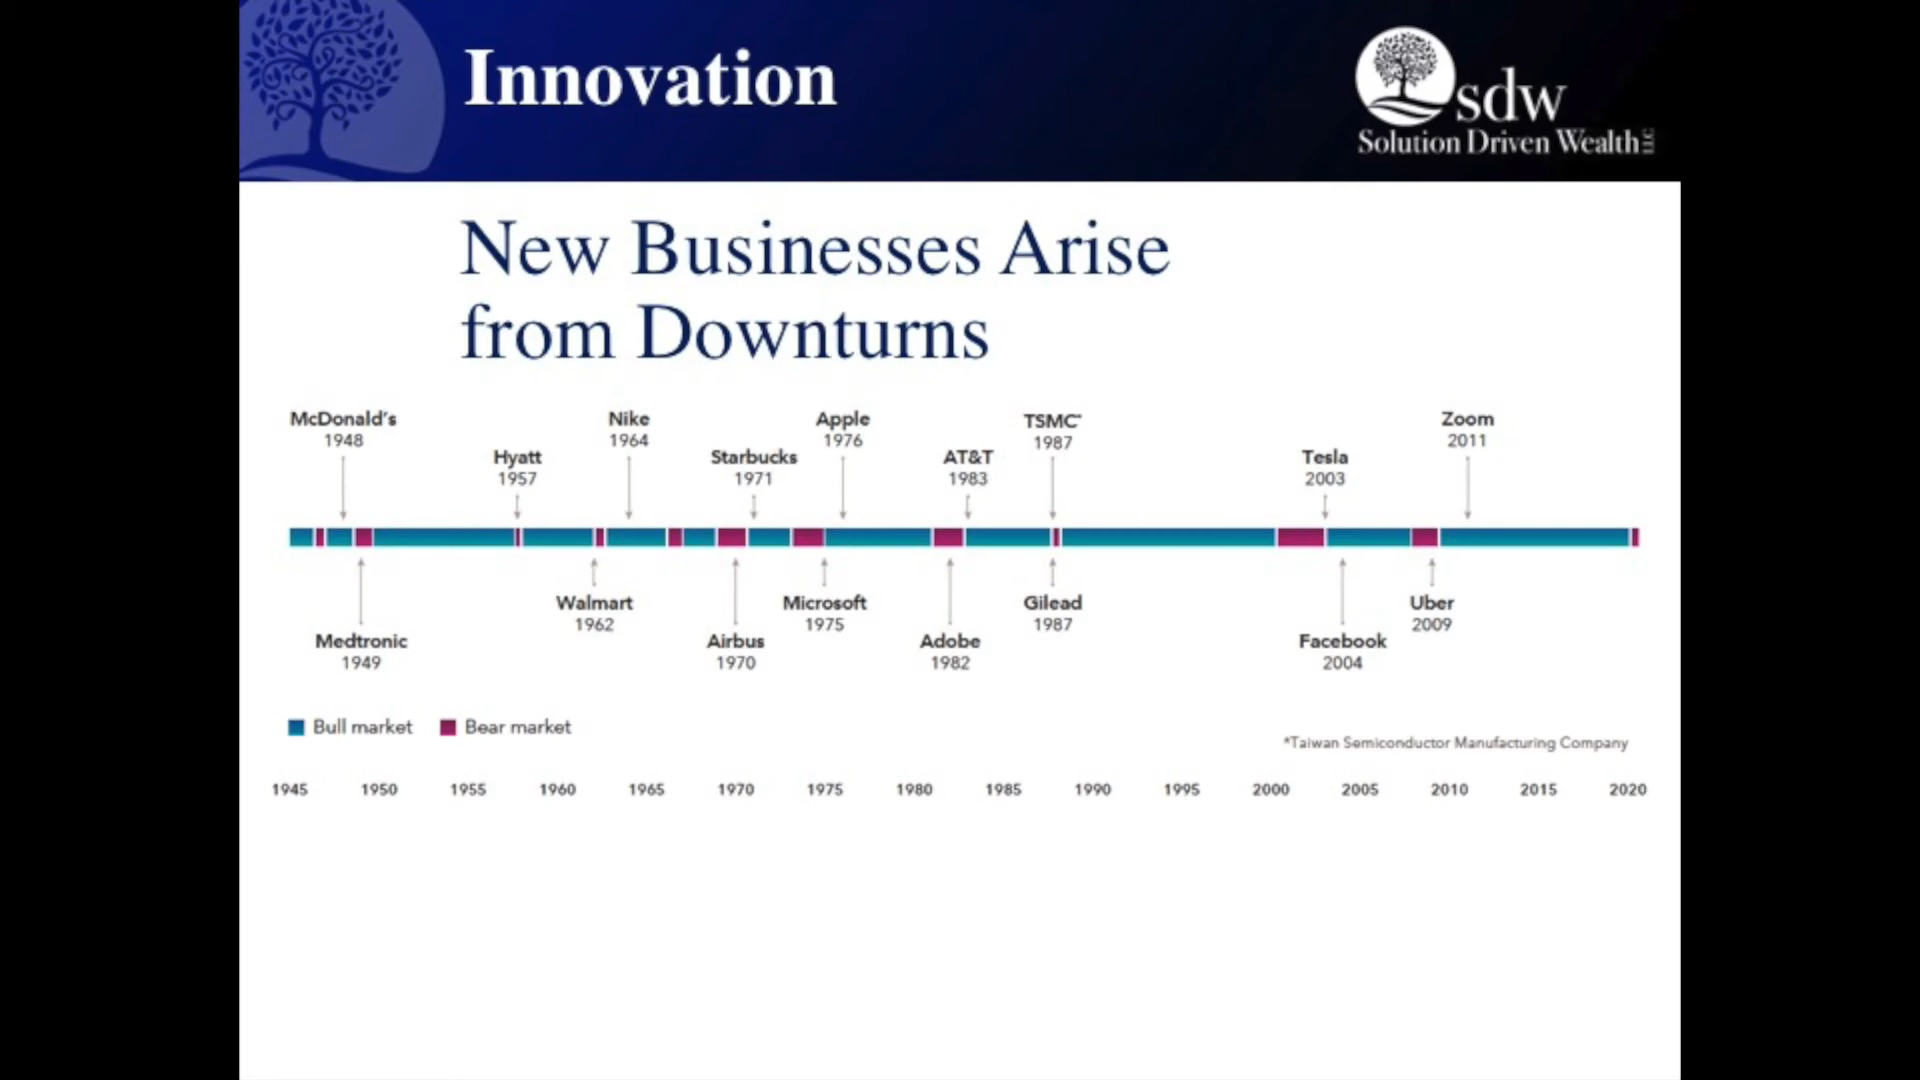 Innovation
sdw
Solution Driven Wealth LLC
New Businesses Arise
from Downturns
McDonald's
1948
Hyatt
1957
Nike
1964
Starbucks
1971
Apple
1976
AT&T
1983
TSMC*
1987
Tesla
2003
Zoom
2011
Medtronic
1949
Walmart
1962
Airbus
1970
Microsoft
1975
Adobe
1982
Gilead
1987
Facebook
2004
Uber
2009
Bull market Bear market
*Taiwan Semiconductor Manufacturing Company
1945 1950 1955 1960 1965 1970 1975 1980 1985 1990 1995 2000 2005 2010 2015 2020